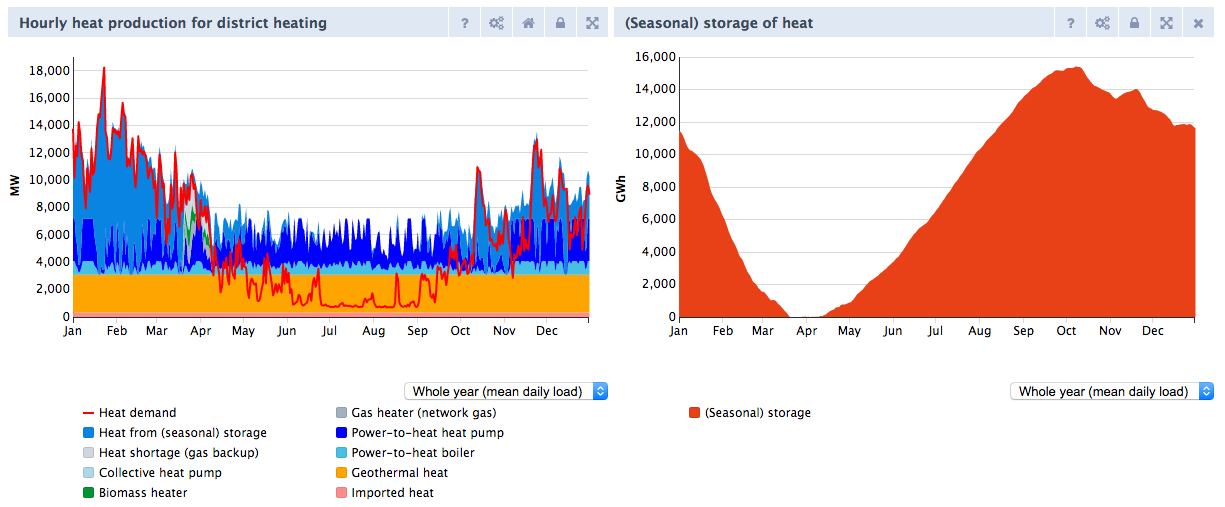 Hourly heat production for district heating
?
(Seasonal) storage of heat
?
MW
18,000
16,000
14,000
12,000
10,000
8,000
6,000
4,000
2,000
0
Jan Feb Mar Apr May Jun Jul Aug Sep Oct Nov Dec
GWh
16,000
14,000
12,000
10,000
8,000
6,000
4,000
2,000
0
Jan Feb Mar Apr May Jun Jul Aug Sep Oct Nov Dec
Whole year (mean daily load)
Whole year (mean daily load)
Heat demand
Heat from (seasonal) storage
Heat shortage (gas backup)
Collective heat pump
Biomass heater
Gas heater (network gas)
Power-to-heat heat pump
Power-to-heat boiler
Geothermal heat
Imported heat
(Seasonal) storage